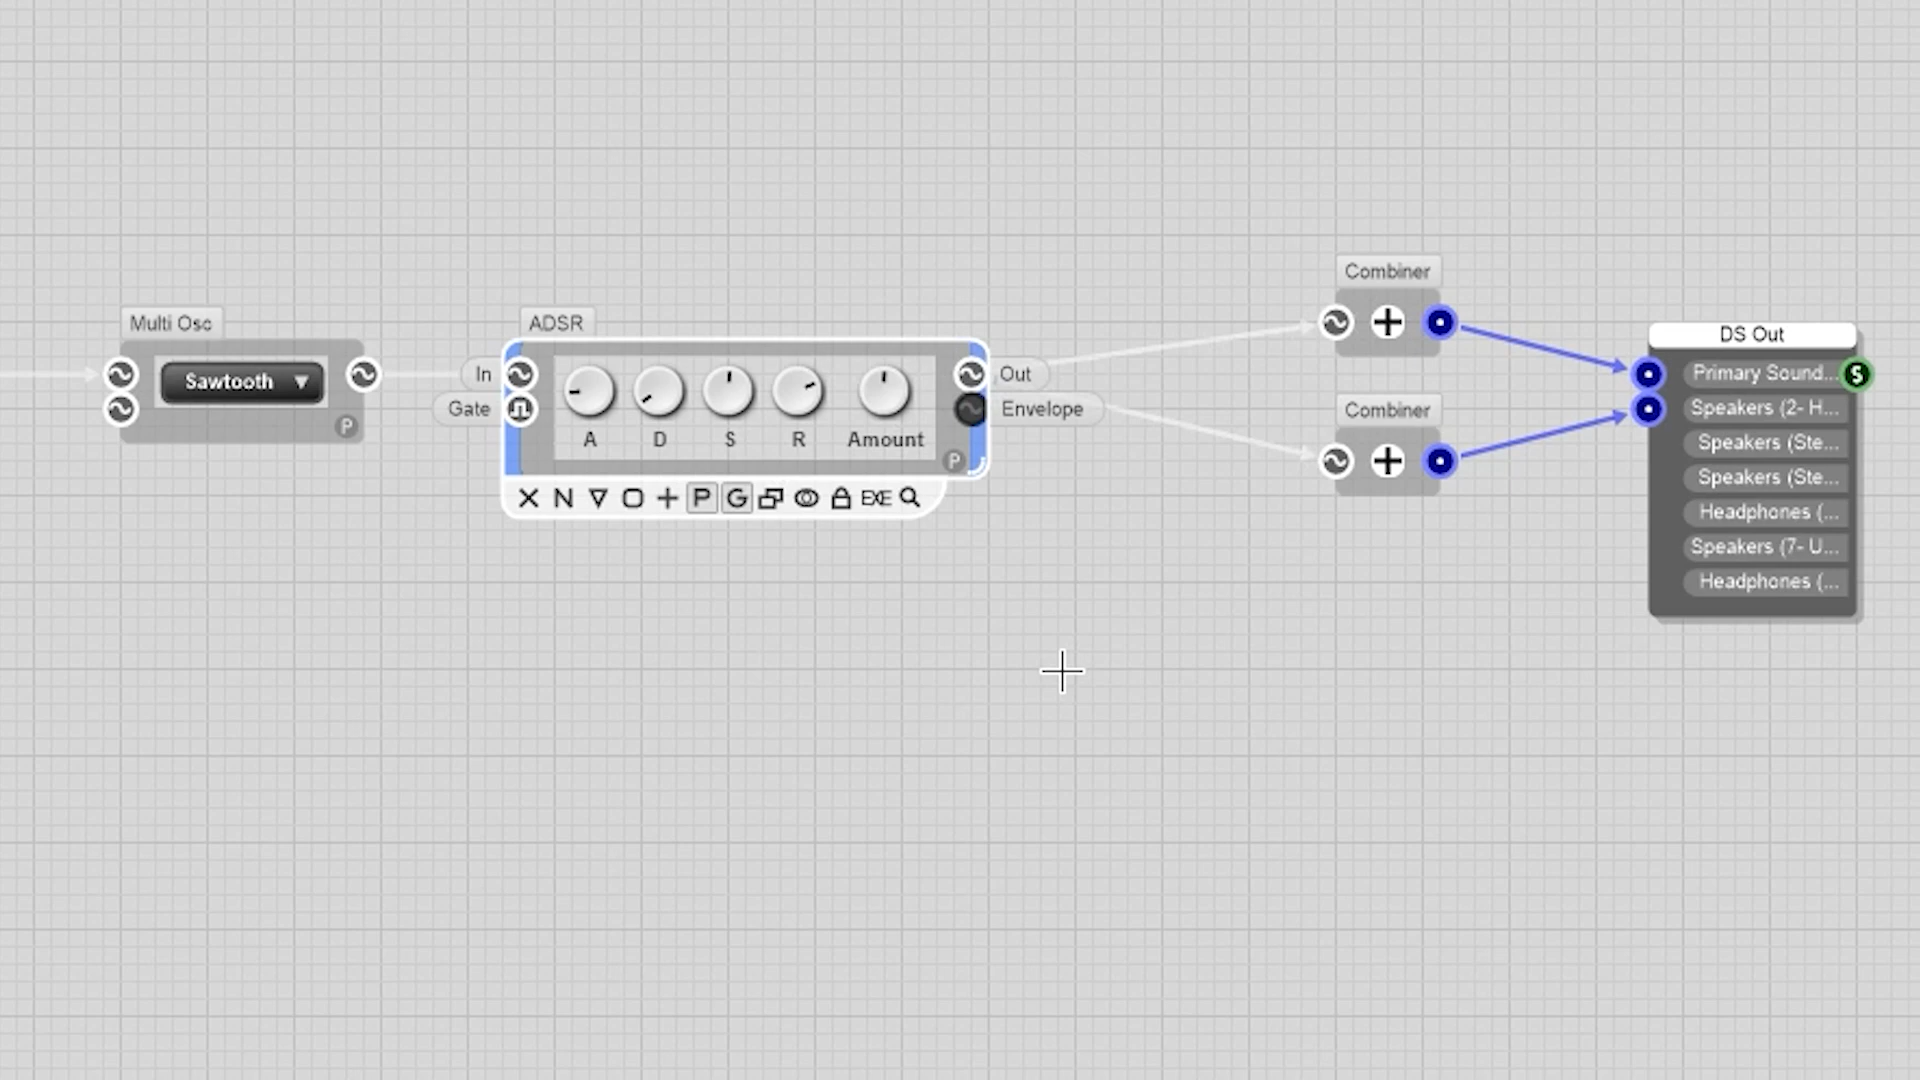 Multi Osc
Sawtooth
P
ADSR
In
Gate
A D S R Amount
P
Out
Envelope
N P G EXE
Combiner
Combiner
DS Out
Primary Sound... S
Speakers (2- H...
Speakers (Ste...
Speakers (Ste...
Headphones (...
Speakers (7- U...
Headphones (...